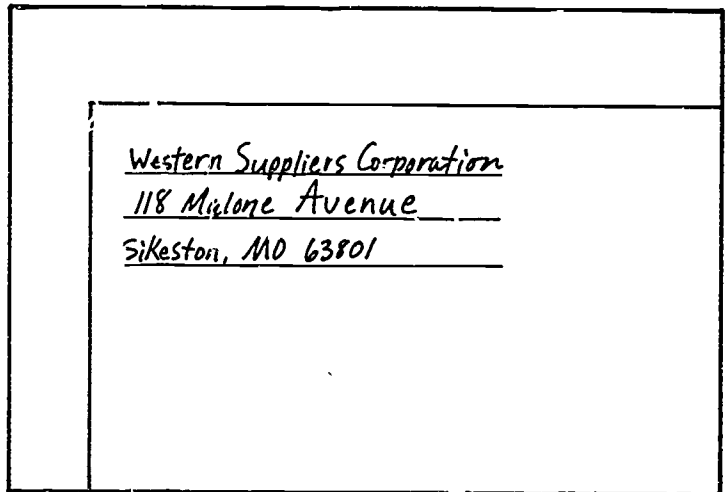 Western Suppliers Corporation
118 Malone Avenue
Sikeston, MO 63801